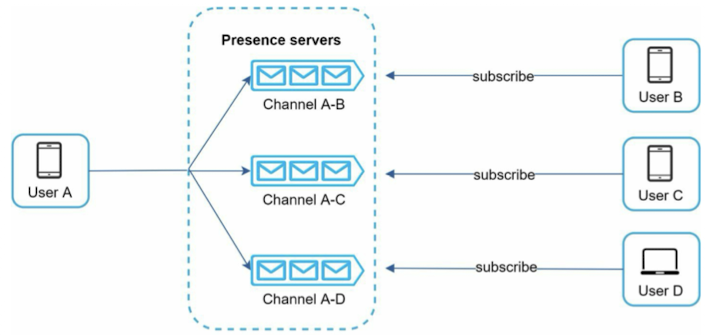 Presence servers
Channel A-B
subscribe
User B
User A
Channel A-C
subscribe
User C
Channel A-D
subscribe
User D